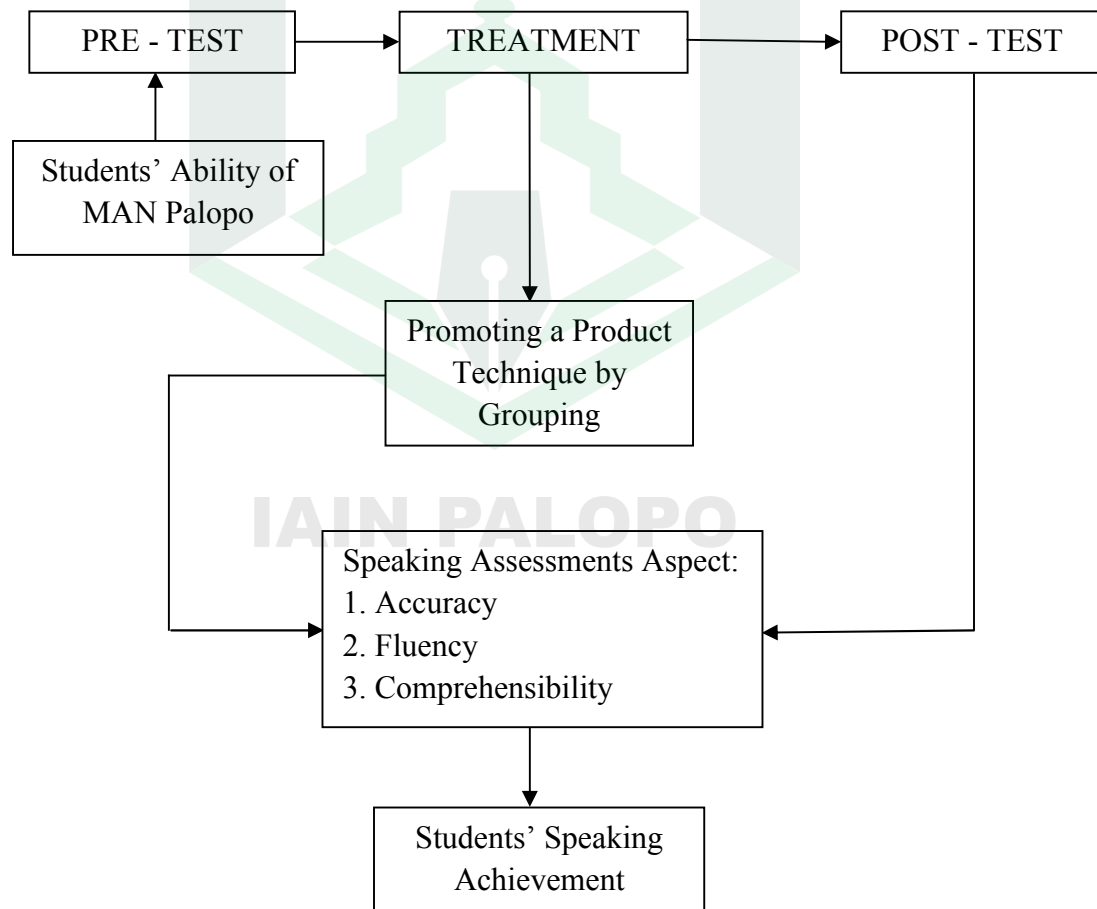 PRE - TEST
TREATMENT
POST - TEST
Students’ Ability of
MAN Palopo
Promoting a Product
Technique by
Grouping
IAIN PALOPO
Speaking Assessments Aspect:
1. Accuracy
2. Fluency
3. Comprehensibility
Students’ Speaking
Achievement